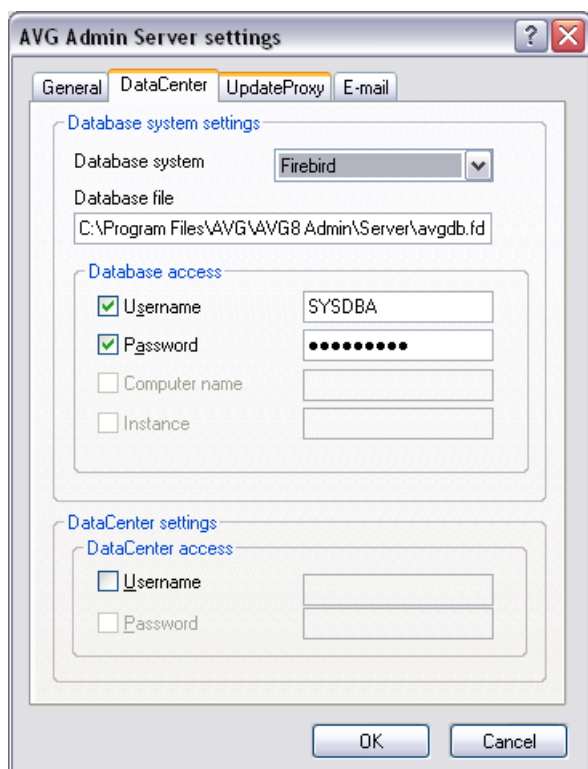 AVG Admin Server settings
General DataCenter UpdateProxy E-mail
Database system settings
Database system Firebird
Database file
C:\Program Files\AVG\AVG8 Admin\Server\avgdb.fd
Database access
Username SYSDBA
Password •••••••••
Computer name
Instance
DataCenter settings
DataCenter access
Username
Password
OK Cancel